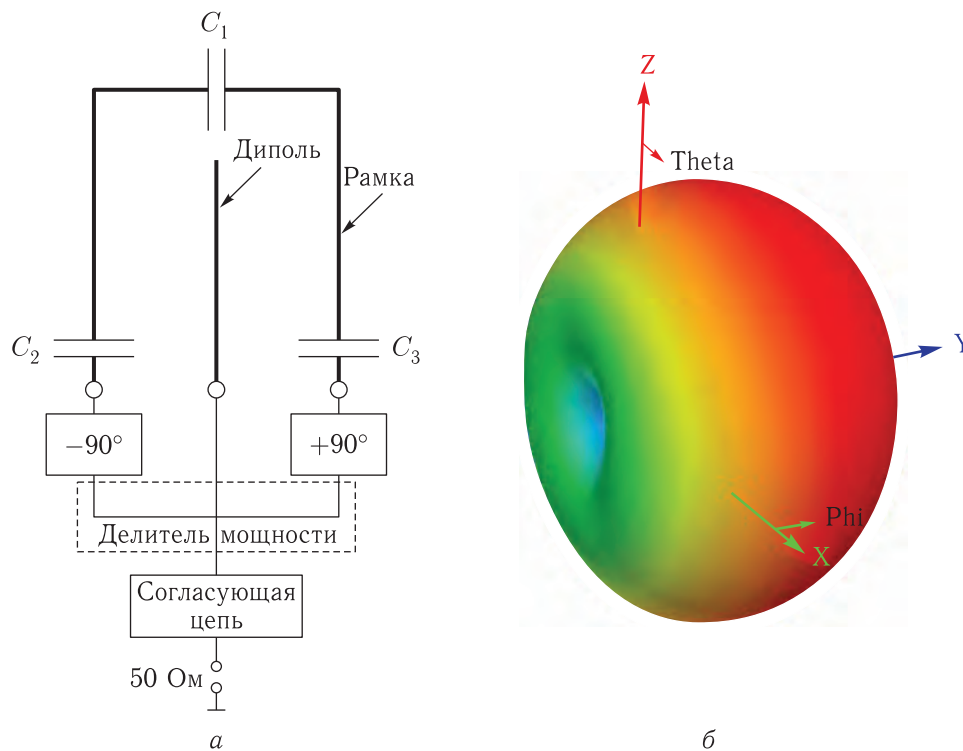 C₁
Диполь
Рамка
C₂
C₃
−90°
+90°
Делитель мощности
Согласующая
цепь
50 Ом
а
Z
Theta
Y
Phi
X
б